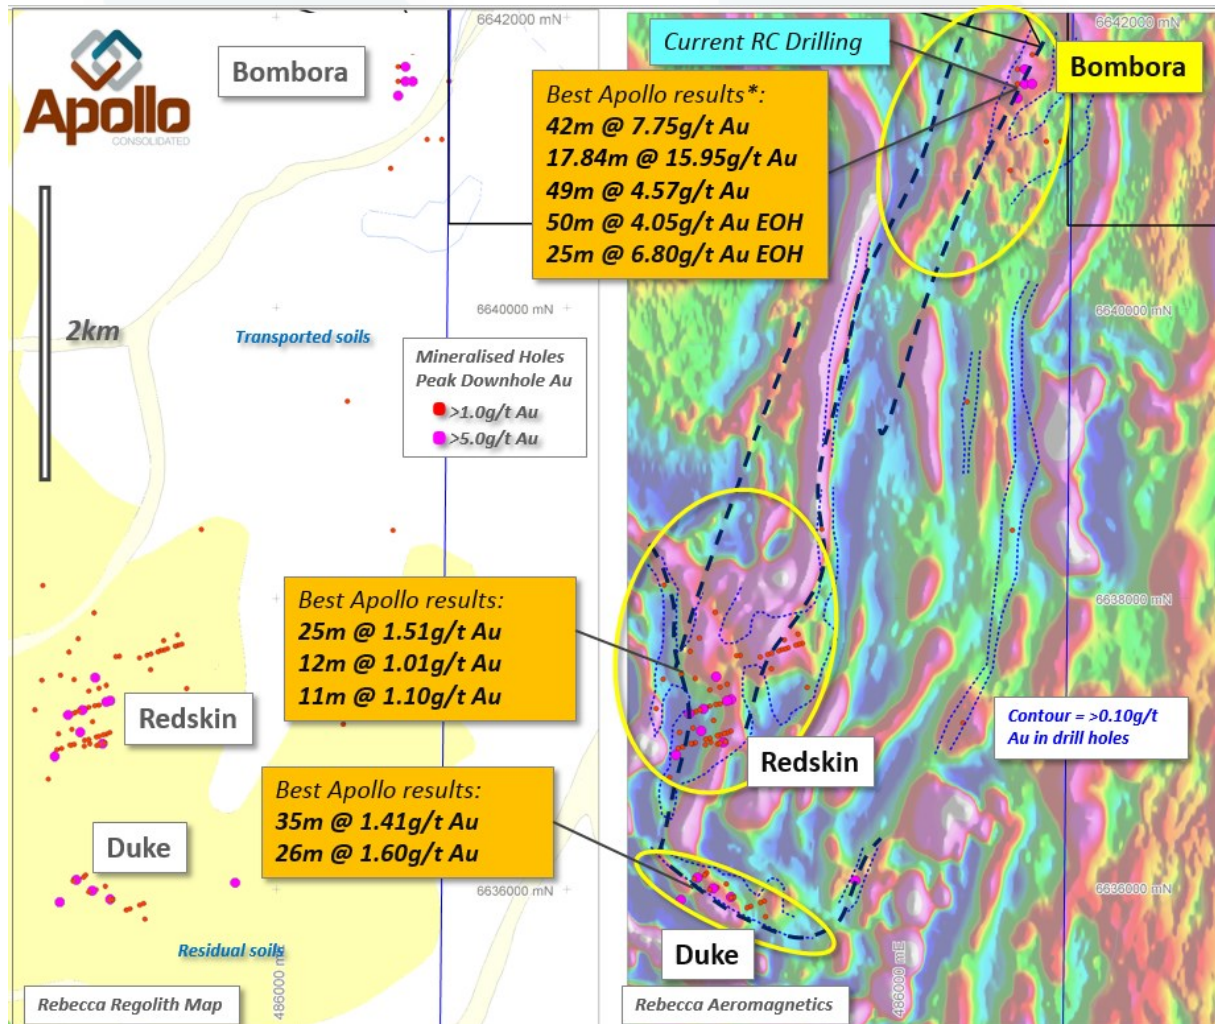 Apollo
CONSOLIDATED
Bombora
6642000 mN
2km
Transported soils
6640000 mN
Mineralised Holes
Peak Downhole Au
>1.0g/t Au
>5.0g/t Au
Best Apollo results:
25m @ 1.51g/t Au
12m @ 1.01g/t Au
11m @ 1.10g/t Au
Redskin
Best Apollo results:
35m @ 1.41g/t Au
26m @ 1.60g/t Au
Duke
6636000 mN
Residual soils
486000 mE
Rebecca Regolith Map
Current RC Drilling
6642000 mN
Bombora
Best Apollo results*:
42m @ 7.75g/t Au
17.84m @ 15.95g/t Au
49m @ 4.57g/t Au
50m @ 4.05g/t Au EOH
25m @ 6.80g/t Au EOH
6640000 mN
6638000 mN
Contour = >0.10g/t
Au in drill holes
Redskin
6636000 mN
Duke
486000 mE
Rebecca Aeromagnetics